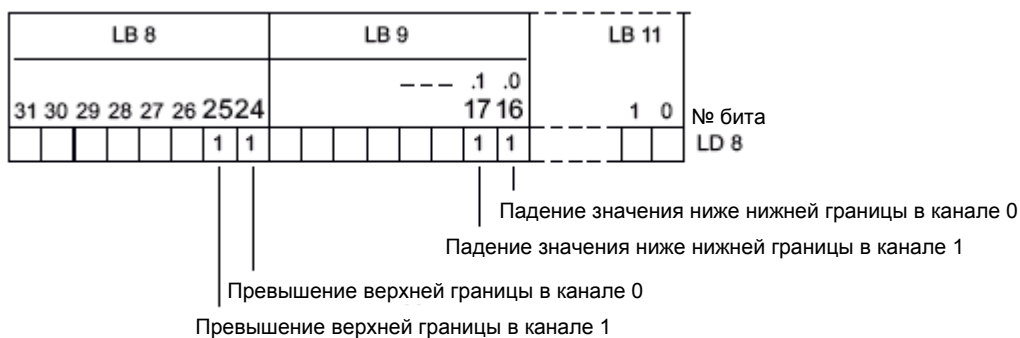 LB 8 LB 9 LB 11
.1 .0
31 30 29 28 27 26 25 24 17 16 1 0 № бита
1 1 1 1 LD 8
Падение значения ниже нижней границы в канале 0
Падение значения ниже нижней границы в канале 1
Превышение верхней границы в канале 0
Превышение верхней границы в канале 1